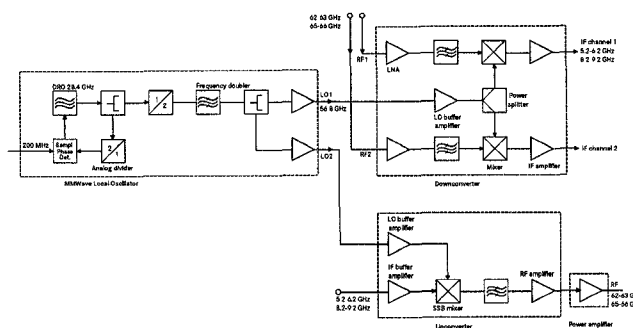 62-63 GHz
65-66 GHz
RF1
LNA
IF channel 1
5.2-6.2 GHz
8.2-9.2 GHz
DRO 28.4 GHz
Frequency doubler
1
2
LO1
56.8 GHz
LO buffer
amplifier
Power
splitter
200 MHz
Sampl
Phase
Det.
2
1
Analog divider
LO2
RF2
Mixer
IF amplifier
IF channel 2
MMWave Local Oscillator
Downconverter
LO buffer
amplifier
IF buffer
amplifier
RF amplifier
5.2-6.2 GHz
8.2-9.2 GHz
SSB mixer
RF
62-63 G
65-66 G
Upconverter
Power amplifier